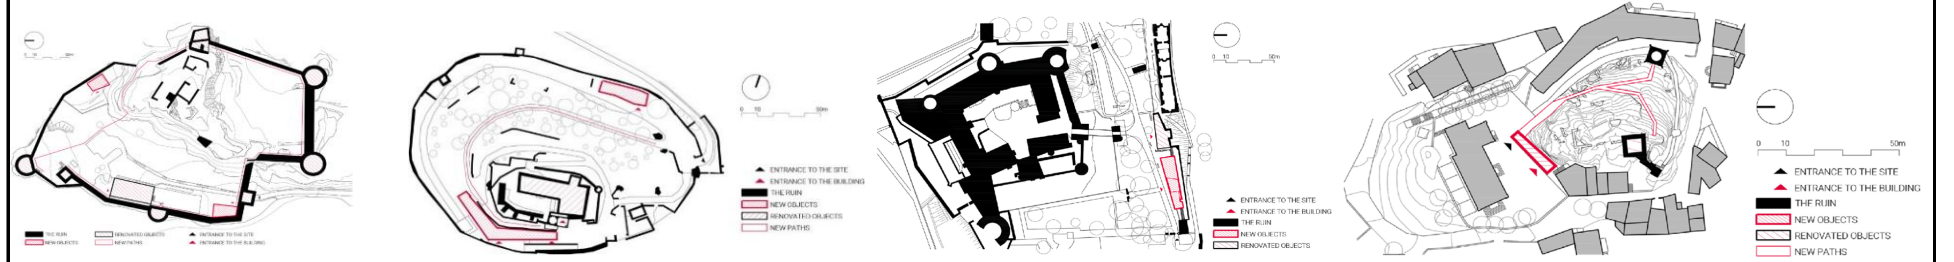 0 10 50m
THE RUIN
NEW OBJECTS
RENOVATED OBJECTS
NEW PATHS
ENTRANCE TO THE SITE
ENTRANCE TO THE BUILDING
0 10 50m
ENTRANCE TO THE SITE
ENTRANCE TO THE BUILDING
THE RUIN
NEW OBJECTS
RENOVATED OBJECTS
NEW PATHS
0 10 50m
ENTRANCE TO THE SITE
ENTRANCE TO THE BUILDING
THE RUIN
NEW OBJECTS
RENOVATED OBJECTS
0 10 50m
ENTRANCE TO THE SITE
ENTRANCE TO THE BUILDING
THE RUIN
NEW OBJECTS
RENOVATED OBJECTS
NEW PATHS